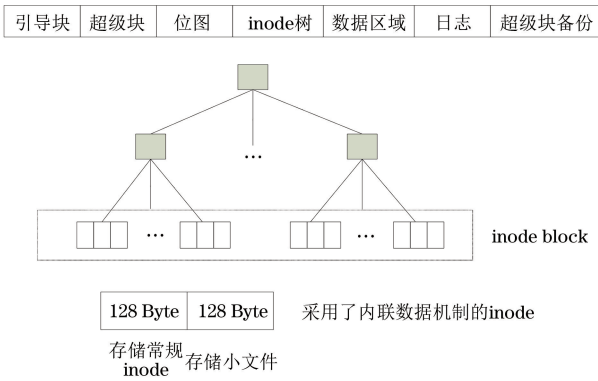 引导块 超级块 位图 inode树 数据区域 日志 超级块备份
...
... ...
inode block
128 Byte 128 Byte 采用了内联数据机制的inode
存储常规 存储小文件
inode